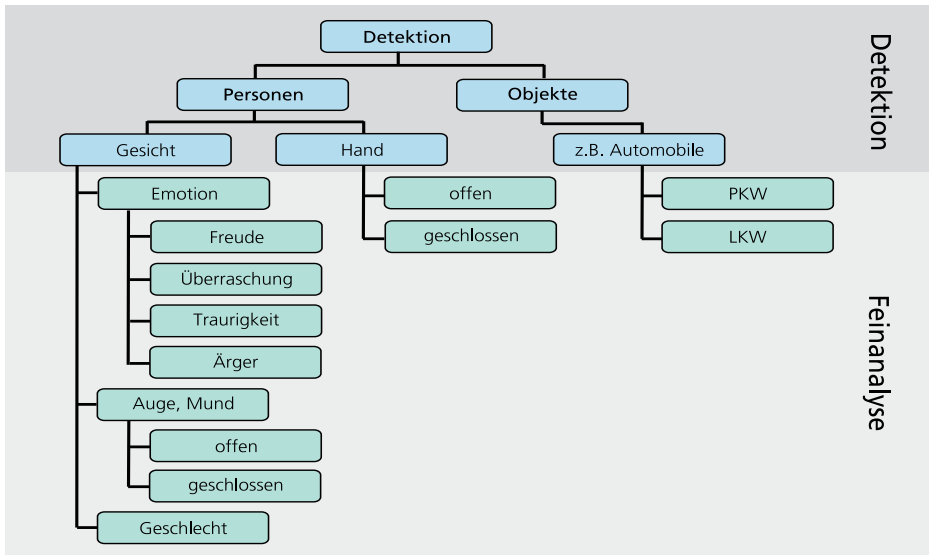 Detektion
Personen
Objekte
Gesicht
Hand
z.B. Automobile
Detektion
Emotion
offen
PKW
Freude
geschlossen
LKW
Überraschung
Traurigkeit
Ärger
Auge, Mund
offen
geschlossen
Geschlecht
Feinanalyse